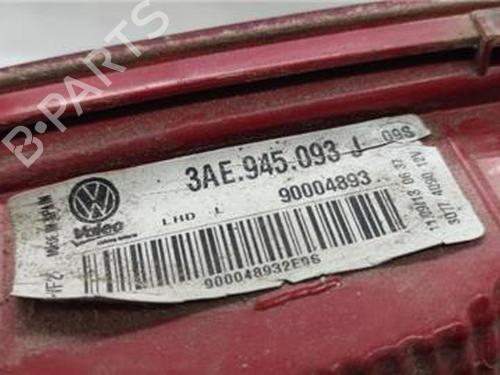 B-PARTS
3AE.945.093 J
09S
90004893
LHD L
Valeo
MADE IN SPAIN
900048932E9S